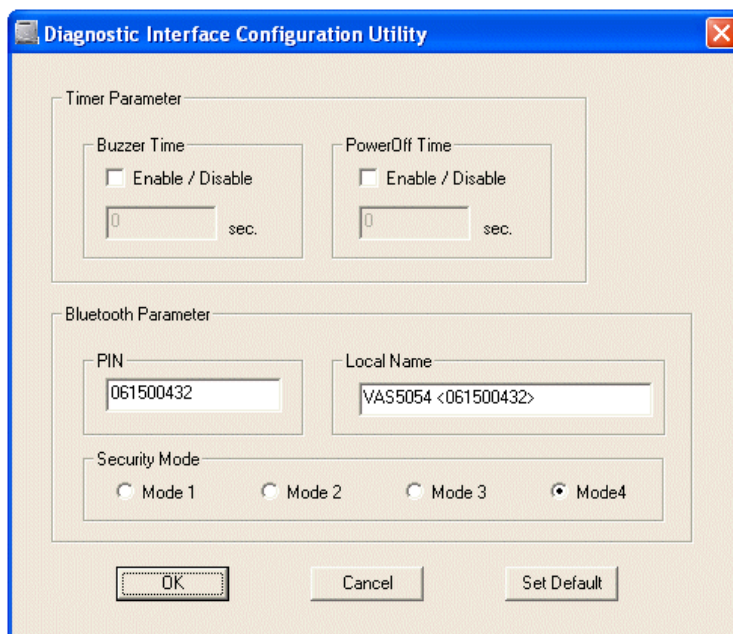 Diagnostic Interface Configuration Utility
Timer Parameter
Buzzer Time
Enable / Disable
0 sec.
PowerOff Time
Enable / Disable
0 sec.
Bluetooth Parameter
PIN
061500432
Local Name
VAS5054 <061500432>
Security Mode
Mode 1 Mode 2 Mode 3 Mode4
OK Cancel Set Default